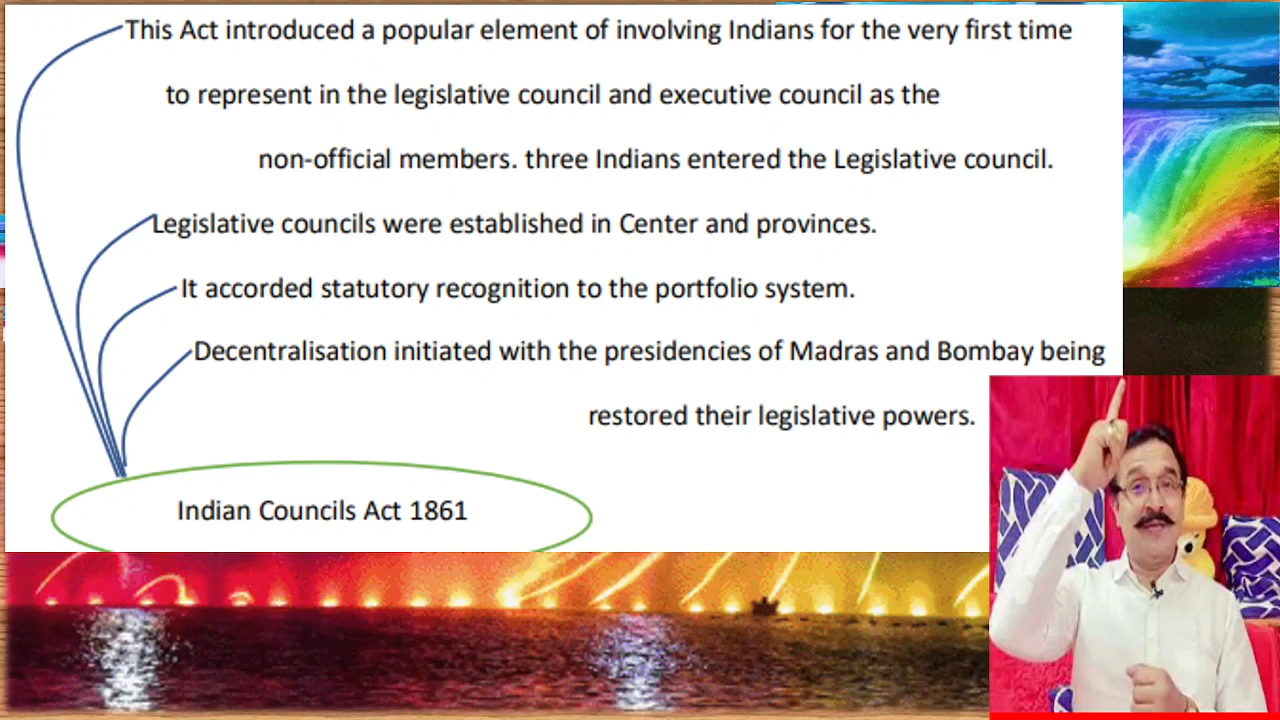 This Act introduced a popular element of involving Indians for the very first time
to represent in the legislative council and executive council as the
non-official members. three Indians entered the Legislative council.
Legislative councils were established in Center and provinces.
It accorded statutory recognition to the portfolio system.
Decentralisation initiated with the presidencies of Madras and Bombay being
restored their legislative powers.
Indian Councils Act 1861